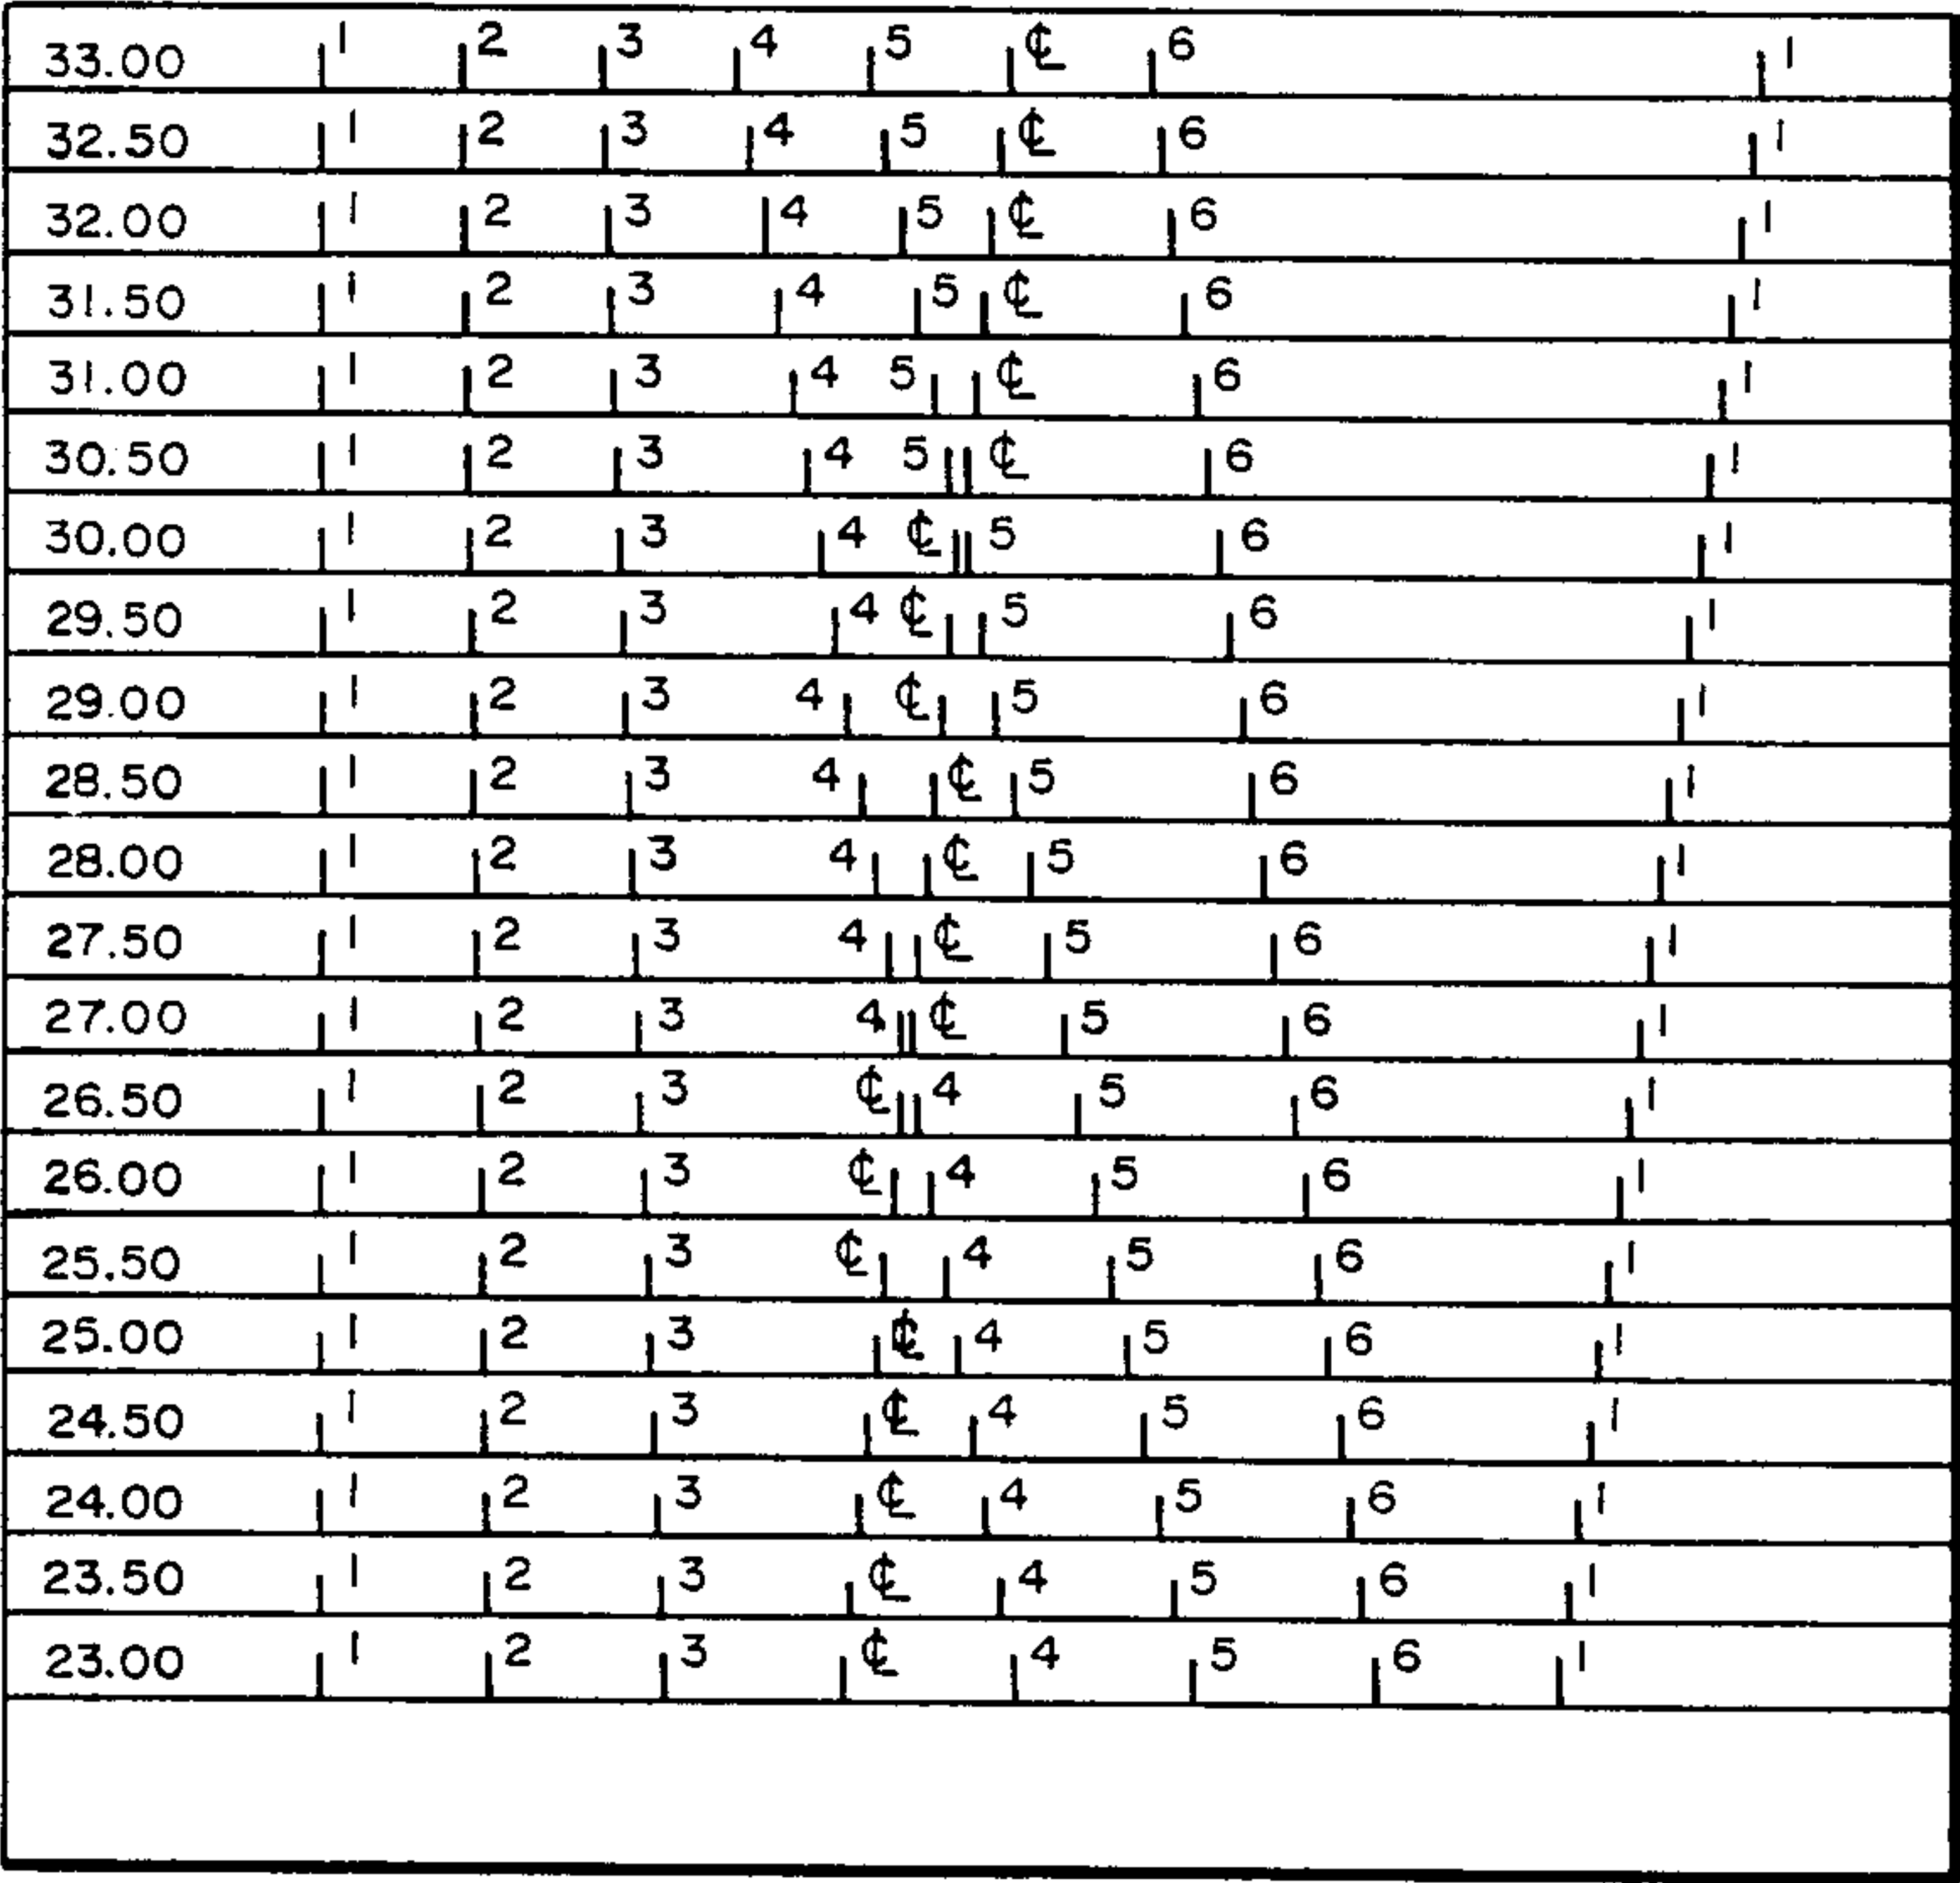 33.00 1 2 3 4 5 ℄ 6 1
32.50 1 2 3 4 5 ℄ 6 1
32.00 1 2 3 4 5 ℄ 6 1
31.50 1 2 3 4 5 ℄ 6 1
31.00 1 2 3 4 5 ℄ 6 1
30.50 1 2 3 4 5 ℄ 6 1
30.00 1 2 3 4 ℄ 5 6 1
29.50 1 2 3 4 ℄ 5 6 1
29.00 1 2 3 4 ℄ 5 6 1
28.50 1 2 3 4 ℄ 5 6 1
28.00 1 2 3 4 ℄ 5 6 1
27.50 1 2 3 4 ℄ 5 6 1
27.00 1 2 3 4 ℄ 5 6 1
26.50 1 2 3 ℄ 4 5 6 1
26.00 1 2 3 ℄ 4 5 6 1
25.50 1 2 3 ℄ 4 5 6 1
25.00 1 2 3 ℄ 4 5 6 1
24.50 1 2 3 ℄ 4 5 6 1
24.00 1 2 3 ℄ 4 5 6 1
23.50 1 2 3 ℄ 4 5 6 1
23.00 1 2 3 ℄ 4 5 6 1